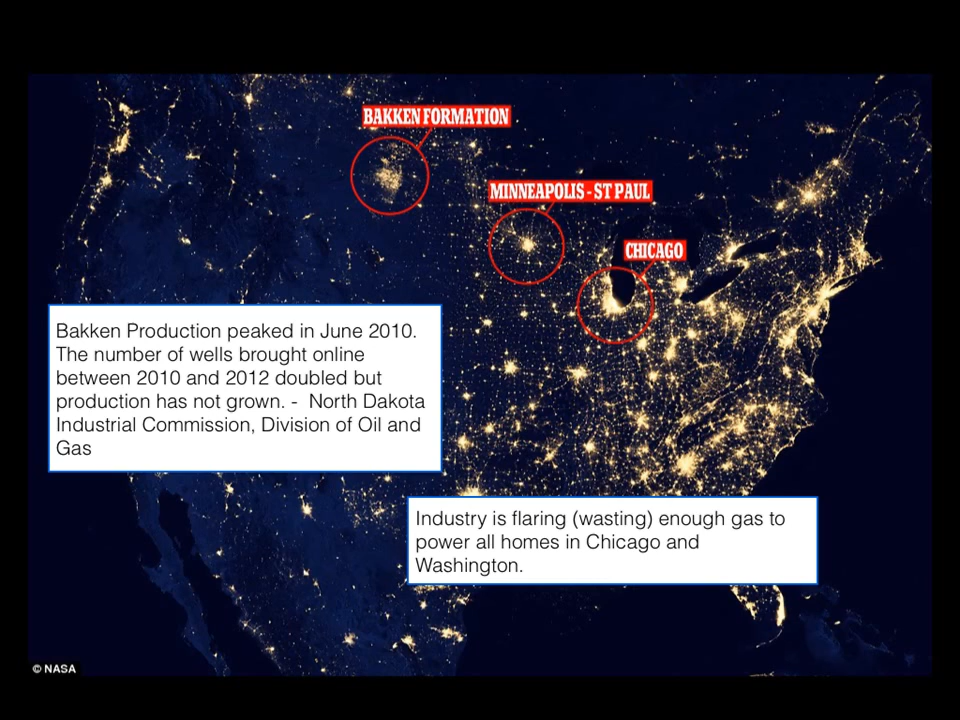 BAKKEN FORMATION
MINNEAPOLIS - ST PAUL
CHICAGO
Bakken Production peaked in June 2010.
The number of wells brought online
between 2010 and 2012 doubled but
production has not grown. - North Dakota
Industrial Commission, Division of Oil and
Gas
Industry is flaring (wasting) enough gas to
power all homes in Chicago and
Washington.
© NASA